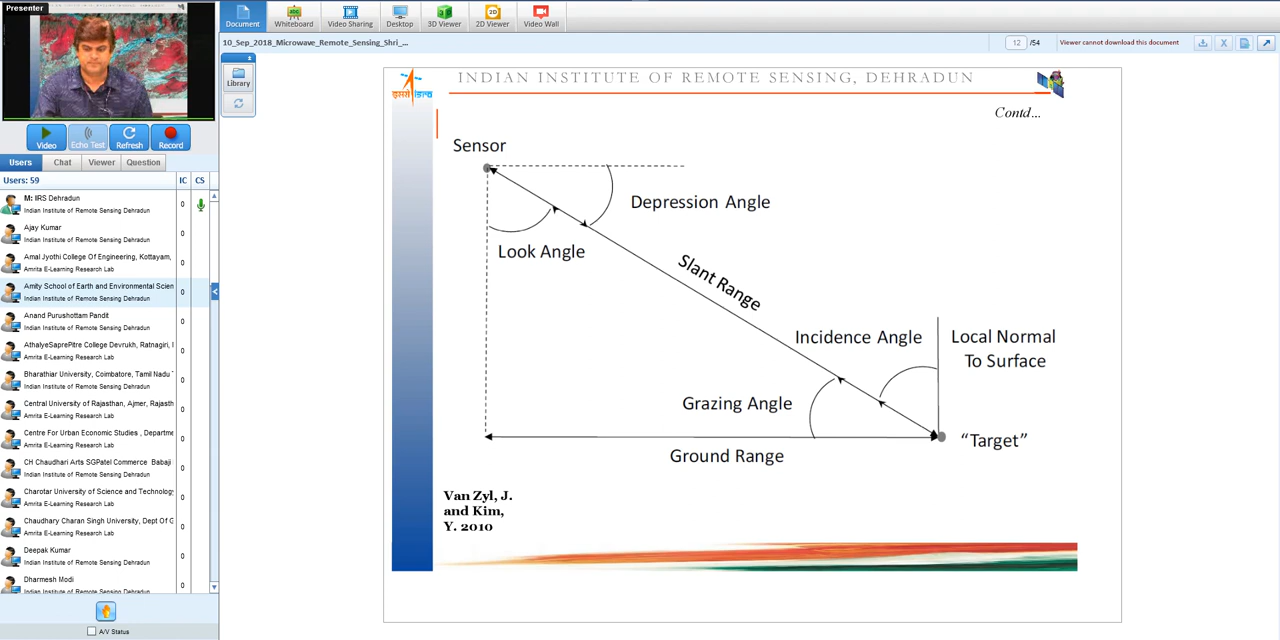 Presenter
Video
Echo Test
Refresh
Record
Users
Chat
Viewer
Question
Users: 59
IC
CS
M: IIRS Dehradun
Indian Institute of Remote Sensing Dehradun
0
Ajay Kumar
Indian Institute of Remote Sensing Dehradun
0
Amal Jyothi College Of Engineering, Kottayam,
Amrita E-Learning Research Lab
0
Amity School of Earth and Environmental Scien
Indian Institute of Remote Sensing Dehradun
0
Anand Purushottam Pandit
Indian Institute of Remote Sensing Dehradun
0
AthalyeSaprePitre College Devrukh, Ratnagiri, I
Amrita E-Learning Research Lab
0
Bharathiar University, Coimbatore, Tamil Nadu
Indian Institute of Remote Sensing Dehradun
0
Central University of Rajasthan, Ajmer, Rajasth
Amrita E-Learning Research Lab
0
Centre For Urban Economic Studies , Departme
Amrita E-Learning Research Lab
0
CH Chaudhari Arts SGPatel Commerce Babaji
Indian Institute of Remote Sensing Dehradun
0
Charotar University of Science and Technology
Amrita E-Learning Research Lab
0
Chaudhary Charan Singh University, Dept Of G
Amrita E-Learning Research Lab
0
Deepak Kumar
Indian Institute of Remote Sensing Dehradun
0
Dharmesh Modi
Indian Institute of Remote Sensing Dehradun
0
A/V Status
Document
Whiteboard
Video Sharing
Desktop
3D Viewer
2D Viewer
Video Wall
10_Sep_2018_Microwave_Remote_Sensing_Shri_...
12 /54
Viewer cannot download this document
Library
इसरो isro
INDIAN INSTITUTE OF REMOTE SENSING, DEHRADUN
Contd...
Sensor
Depression Angle
Look Angle
Slant Range
Incidence Angle
Local Normal
To Surface
Grazing Angle
“Target”
Ground Range
Van Zyl, J.
and Kim,
Y. 2010